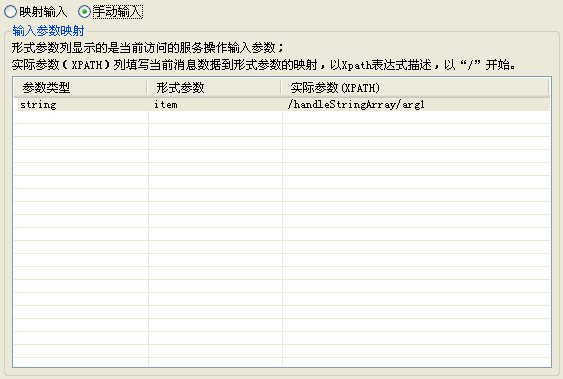 映射输入 手动输入
输入参数映射
形式参数列显示的是当前访问的服务操作输入参数；
实际参数(XPATH)列填写当前消息数据到形式参数的映射，以Xpath表达式描述，以“/”开始。
参数类型 形式参数 实际参数(XPATH)
string item /handleStringArray/arg1